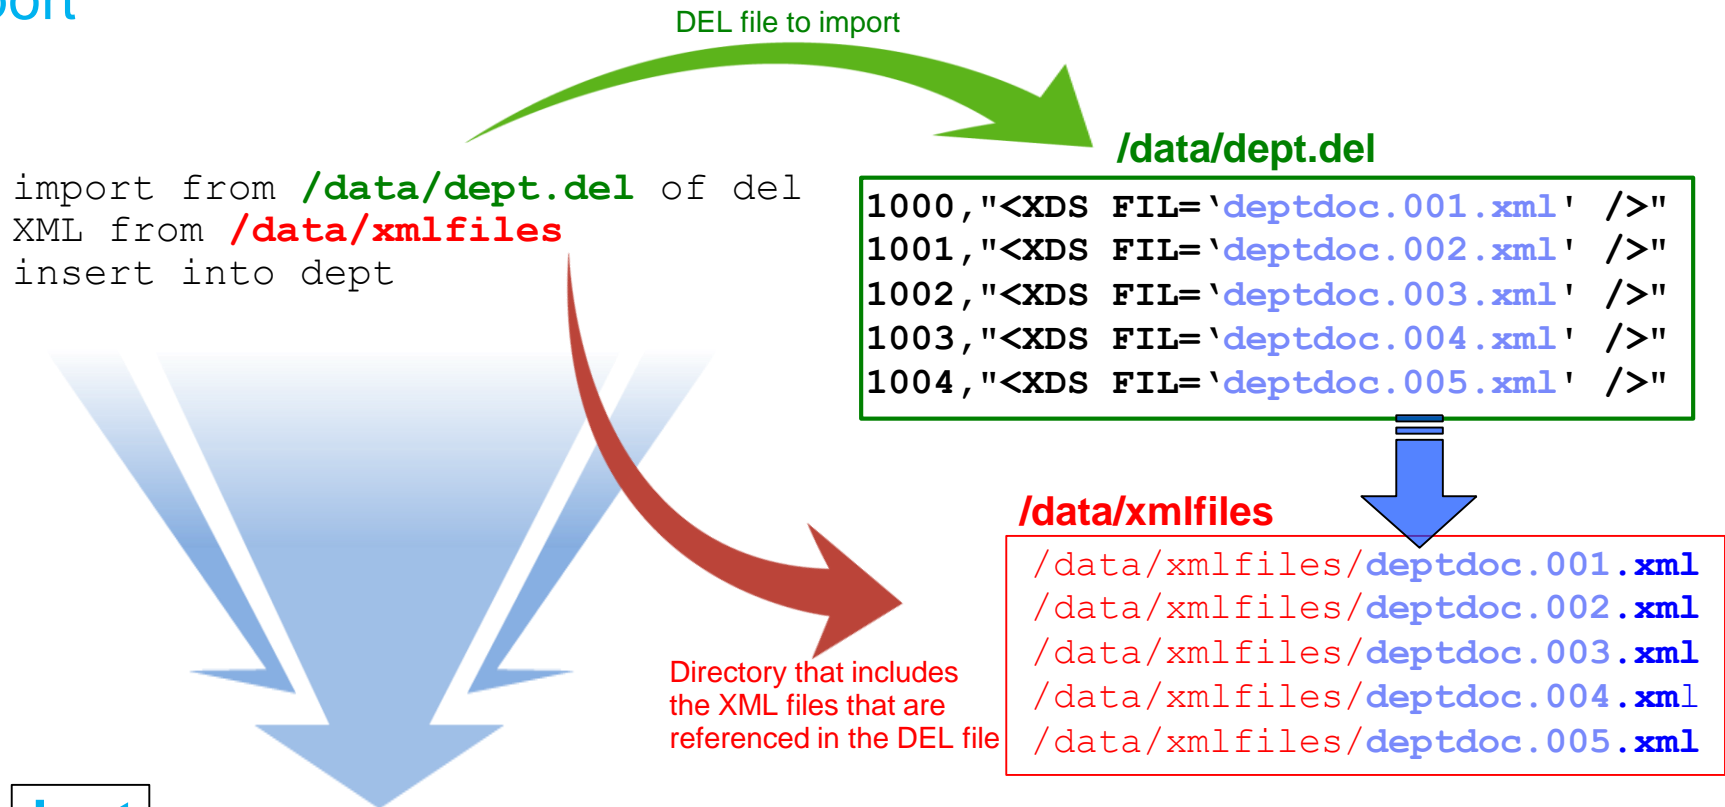 DEL file to import
/data/dept.del
import from /data/dept.del of del
XML from /data/xmlfiles
insert into dept
1000,"<XDS FIL=‘deptdoc.001.xml' />"
1001,"<XDS FIL=‘deptdoc.002.xml' />"
1002,"<XDS FIL=‘deptdoc.003.xml' />"
1003,"<XDS FIL=‘deptdoc.004.xml' />"
1004,"<XDS FIL=‘deptdoc.005.xml' />"
/data/xmlfiles
/data/xmlfiles/deptdoc.001.xml
/data/xmlfiles/deptdoc.002.xml
/data/xmlfiles/deptdoc.003.xml
/data/xmlfiles/deptdoc.004.xml
/data/xmlfiles/deptdoc.005.xml
Directory that includes
the XML files that are
referenced in the DEL file